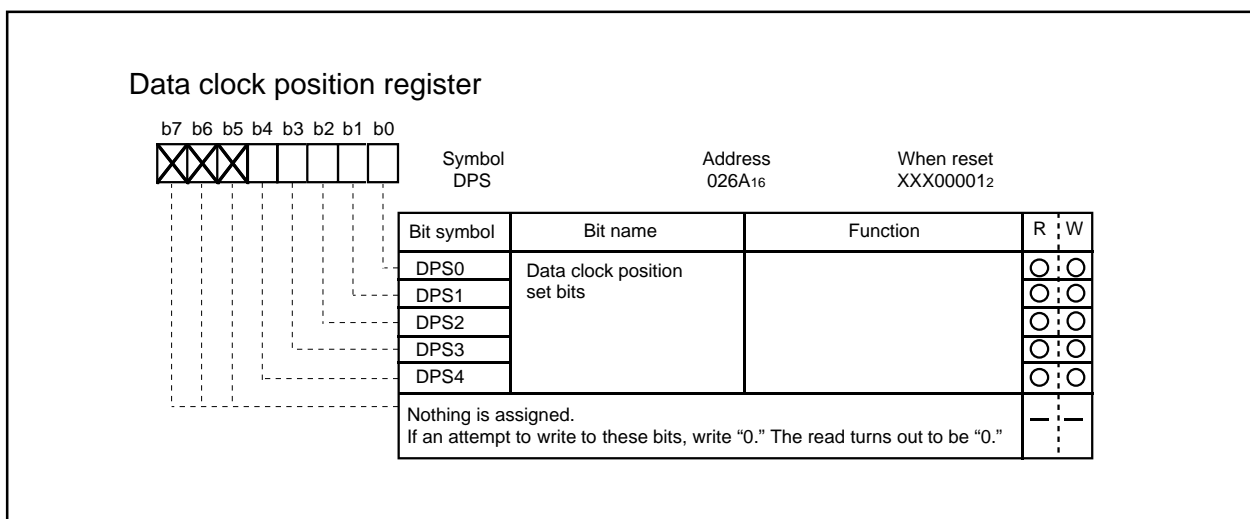 Data clock position register
b7 b6 b5 b4 b3 b2 b1 b0
Symbol Address When reset
DPS 026A16 XXX000012
Bit symbol Bit name Function R W
DPS0 Data clock position
DPS1 set bits
DPS2
DPS3
DPS4
Nothing is assigned.
If an attempt to write to these bits, write “0.” The read turns out to be “0.”